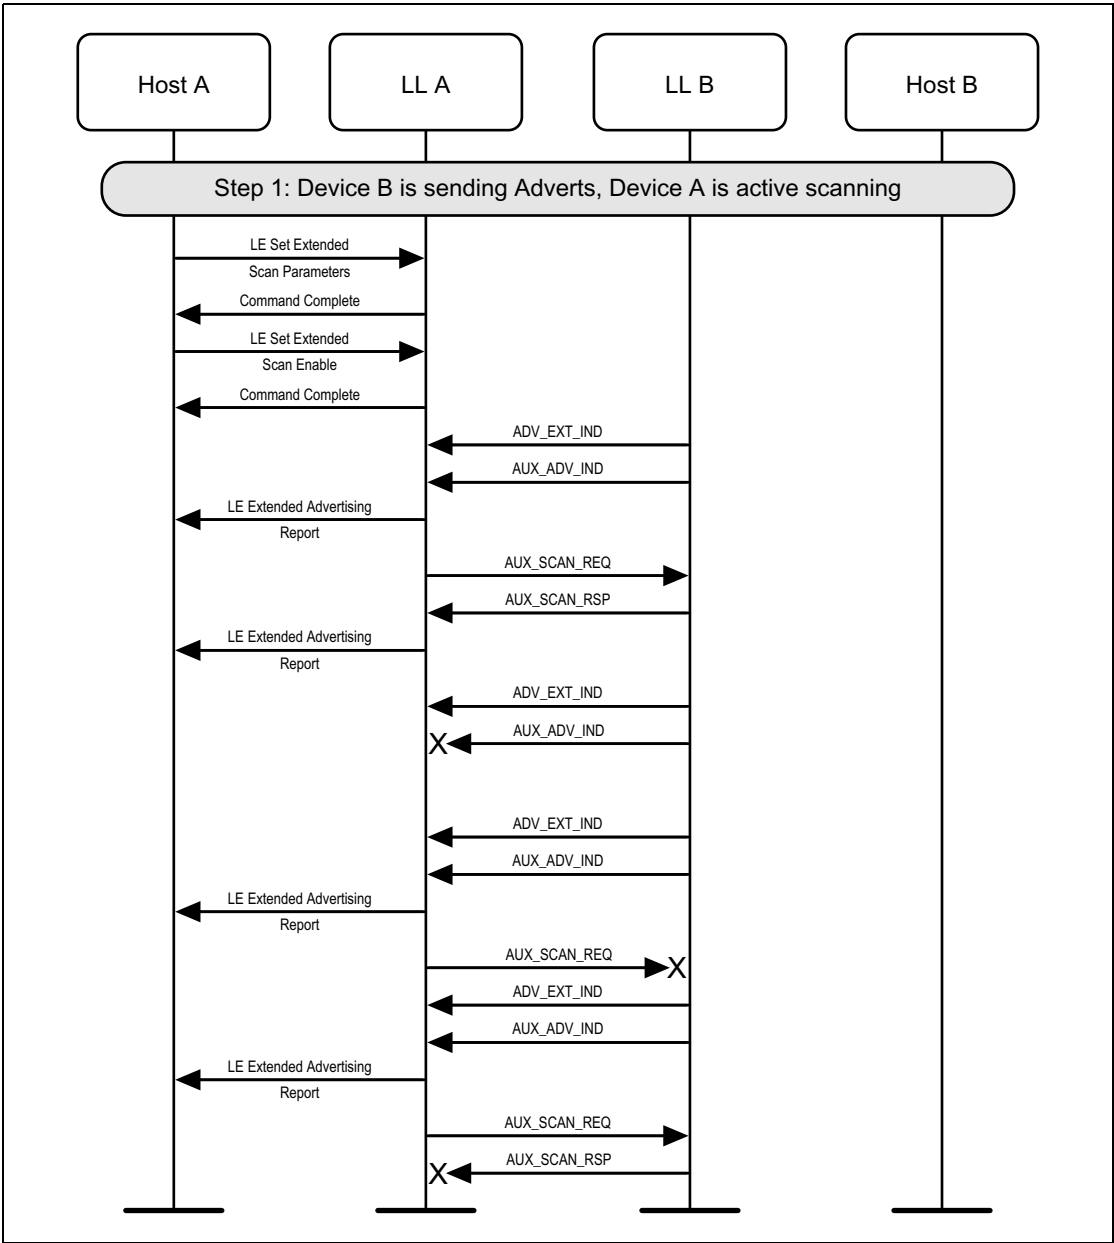 Host A
LL A
LL B
Host B
Step 1: Device B is sending Adverts, Device A is active scanning
LE Set Extended
Scan Parameters
Command Complete
LE Set Extended
Scan Enable
Command Complete
ADV_EXT_IND
AUX_ADV_IND
LE Extended Advertising
Report
AUX_SCAN_REQ
AUX_SCAN_RSP
LE Extended Advertising
Report
ADV_EXT_IND
AUX_ADV_IND
X
ADV_EXT_IND
AUX_ADV_IND
LE Extended Advertising
Report
AUX_SCAN_REQ
X
ADV_EXT_IND
AUX_ADV_IND
LE Extended Advertising
Report
AUX_SCAN_REQ
AUX_SCAN_RSP
X